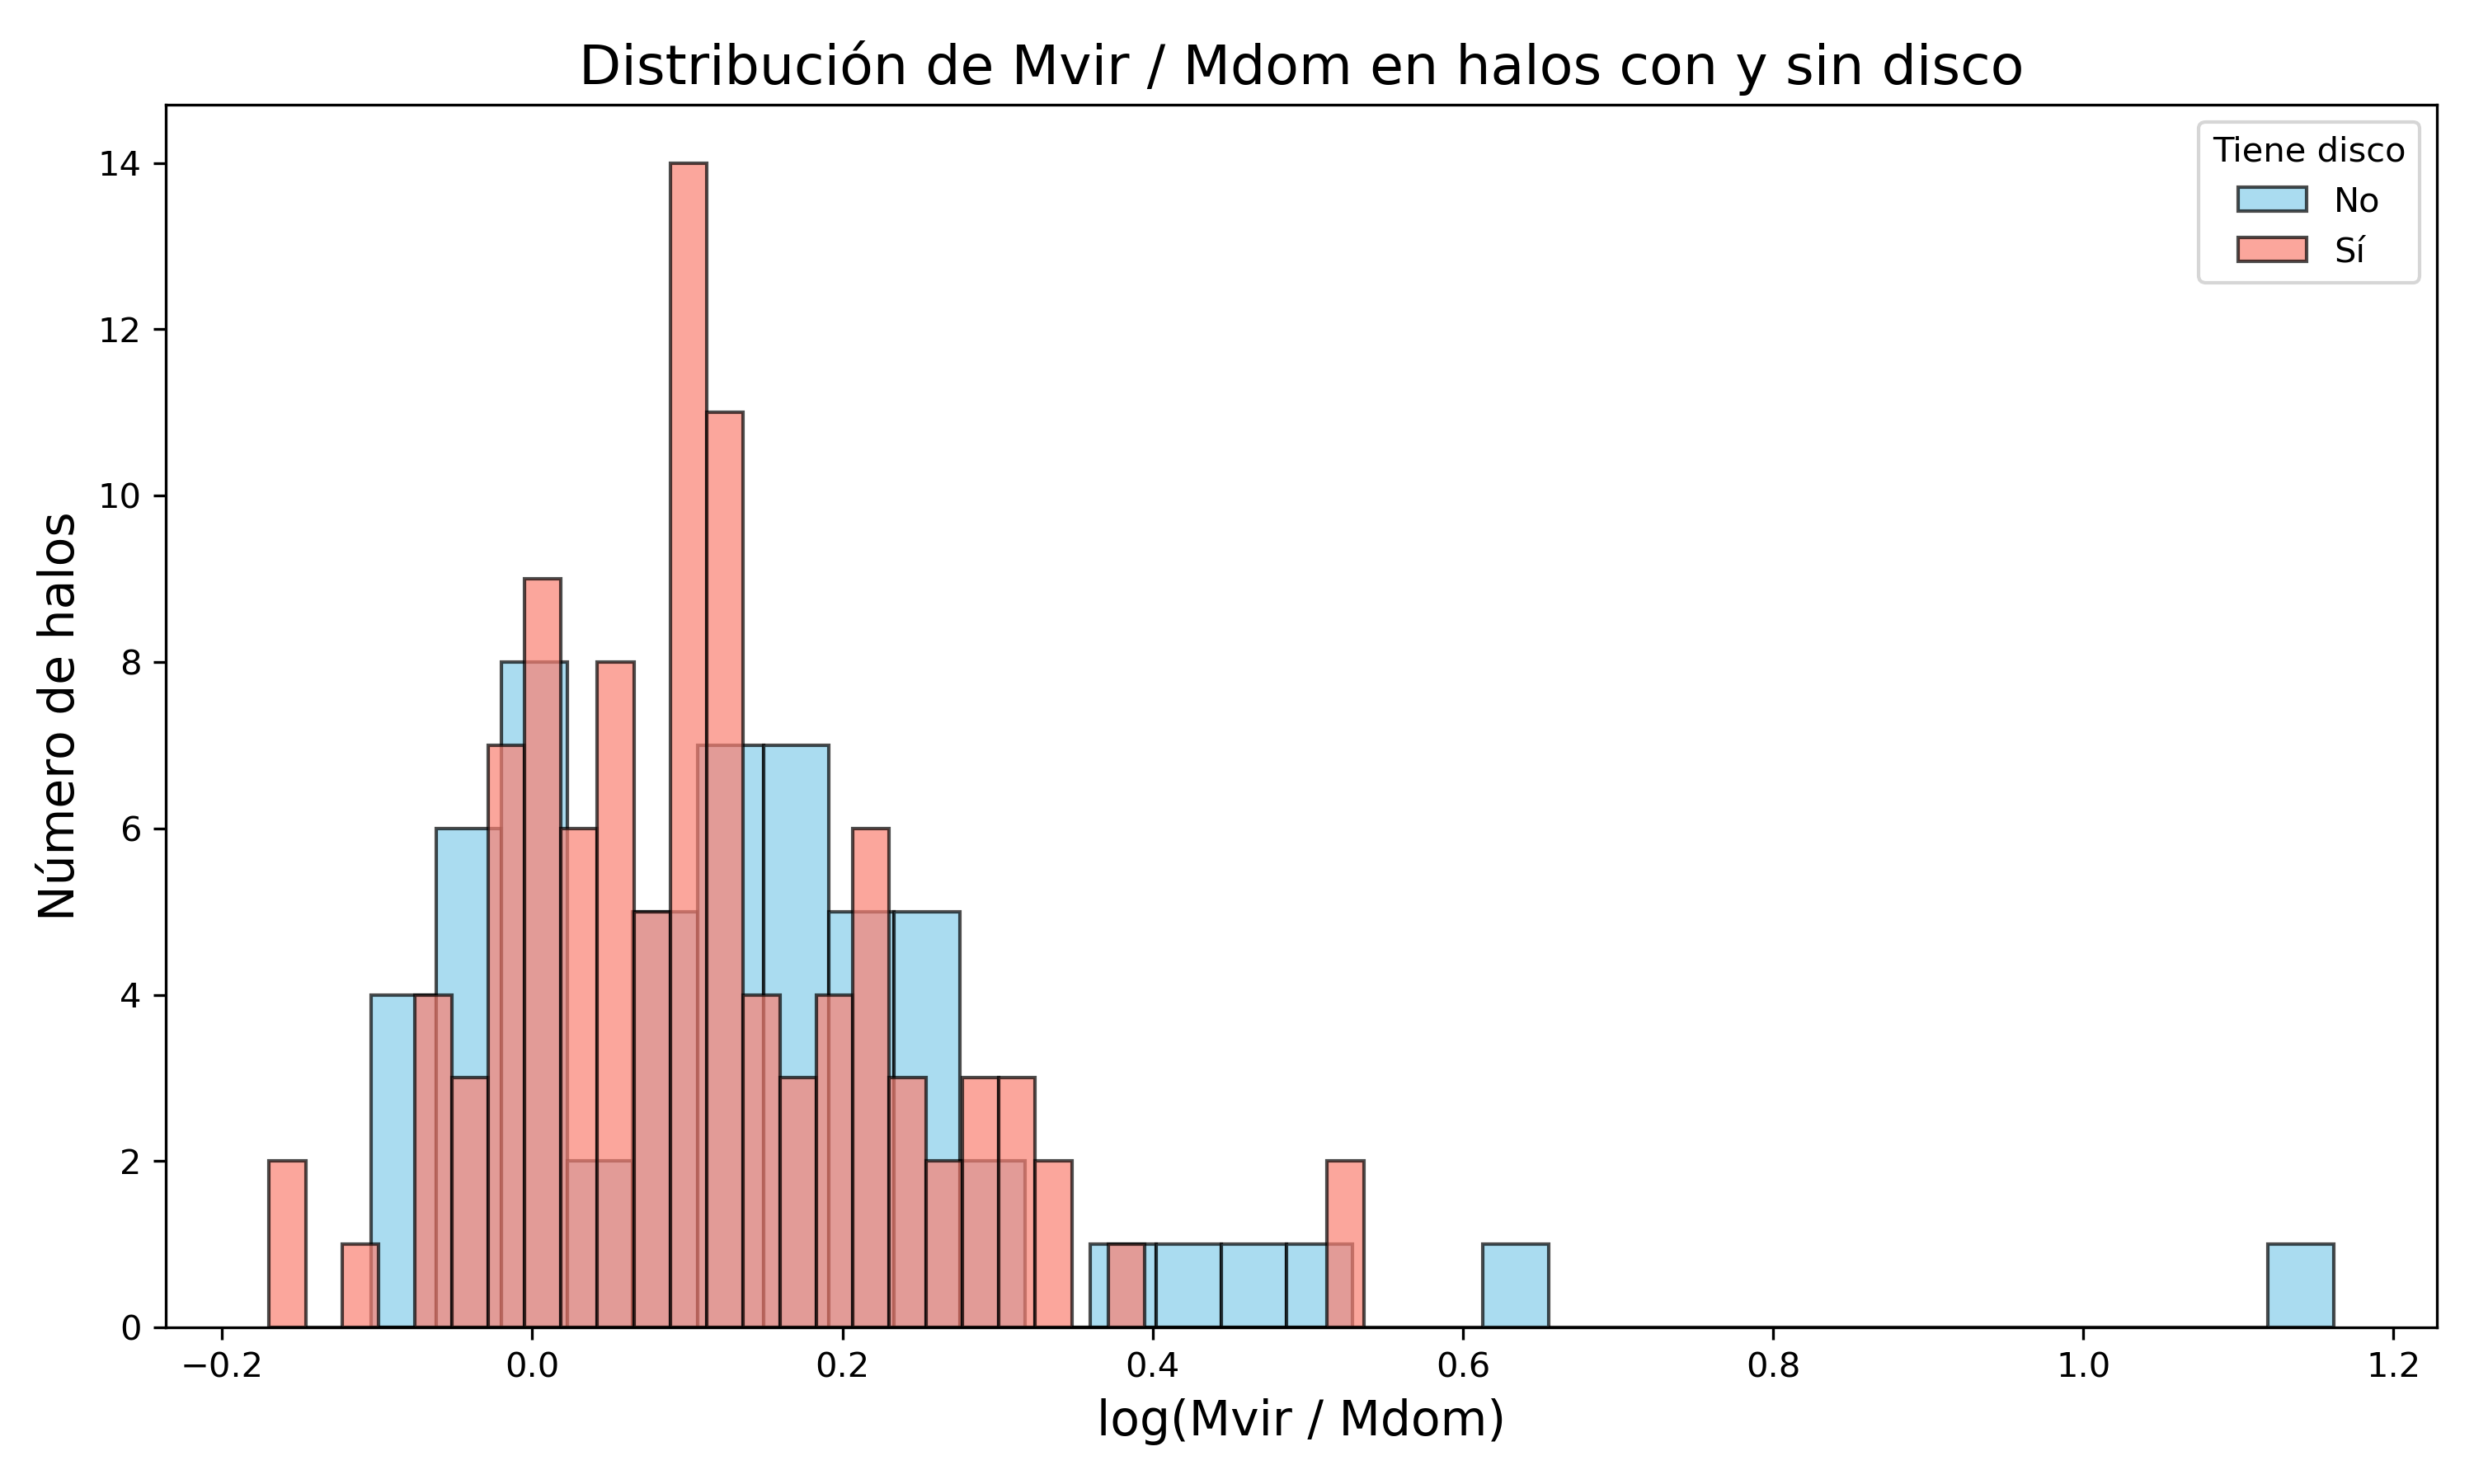 Distribución de Mvir / Mdom en halos con y sin disco
Tiene disco
No
Sí
Número de halos
14
12
10
8
6
4
2
0
−0.2
0.0
0.2
0.4
0.6
0.8
1.0
1.2
log(Mvir / Mdom)